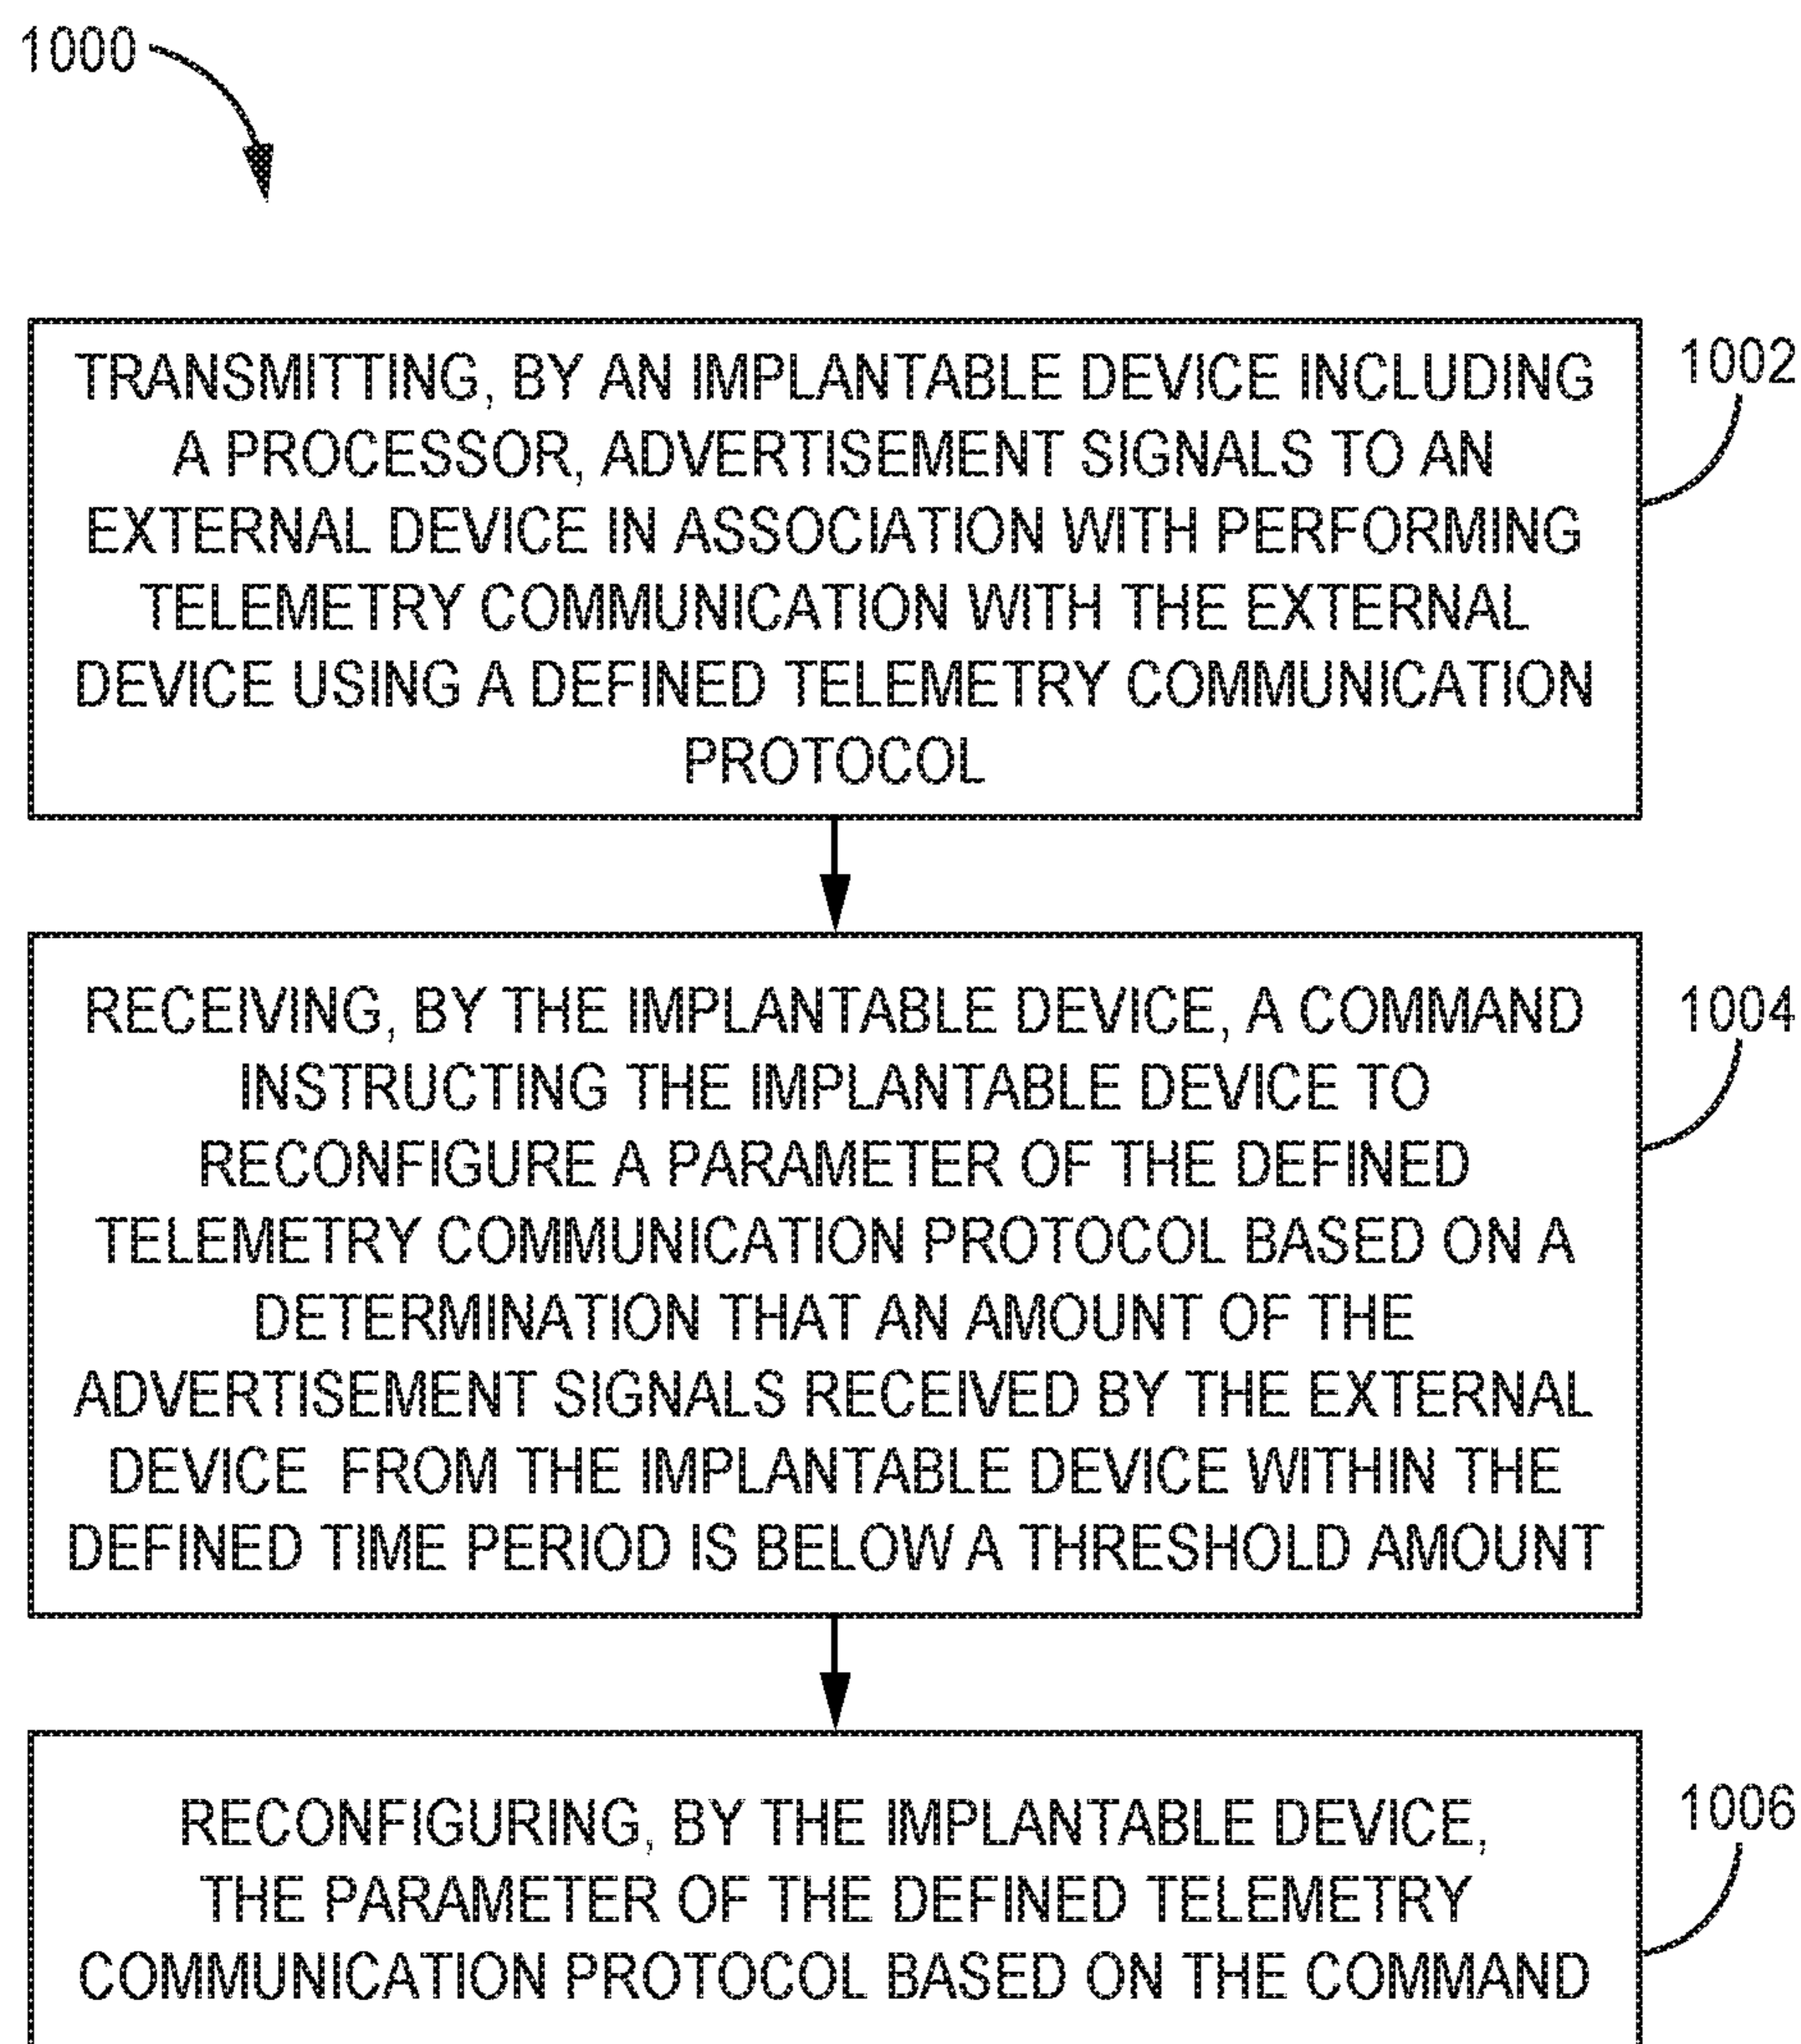 1000
TRANSMITTING, BY AN IMPLANTABLE DEVICE INCLUDING
1002
A PROCESSOR, ADVERTISEMENT SIGNALS TO AN
EXTERNAL DEVICE IN ASSOCIATION WITH PERFORMING
TELEMETRY COMMUNICATION WITH THE EXTERNAL
DEVICE USING A DEFINED TELEMETRY COMMUNICATION
PROTOCOL
RECEIVING, BY THE IMPLANTABLE DEVICE, A COMMAND
1004
INSTRUCTING THE IMPLANTABLE DEVICE TO
RECONFIGURE A PARAMETER OF THE DEFINED
TELEMETRY COMMUNICATION PROTOCOL BASED ON A
DETERMINATION THAT AN AMOUNT OF THE
ADVERTISEMENT SIGNALS RECEIVED BY THE EXTERNAL
DEVICE FROM THE IMPLANTABLE DEVICE WITHIN THE
DEFINED TIME PERIOD IS BELOW A THRESHOLD AMOUNT
RECONFIGURING, BY THE IMPLANTABLE DEVICE,
1006
THE PARAMETER OF THE DEFINED TELEMETRY
COMMUNICATION PROTOCOL BASED ON THE COMMAND